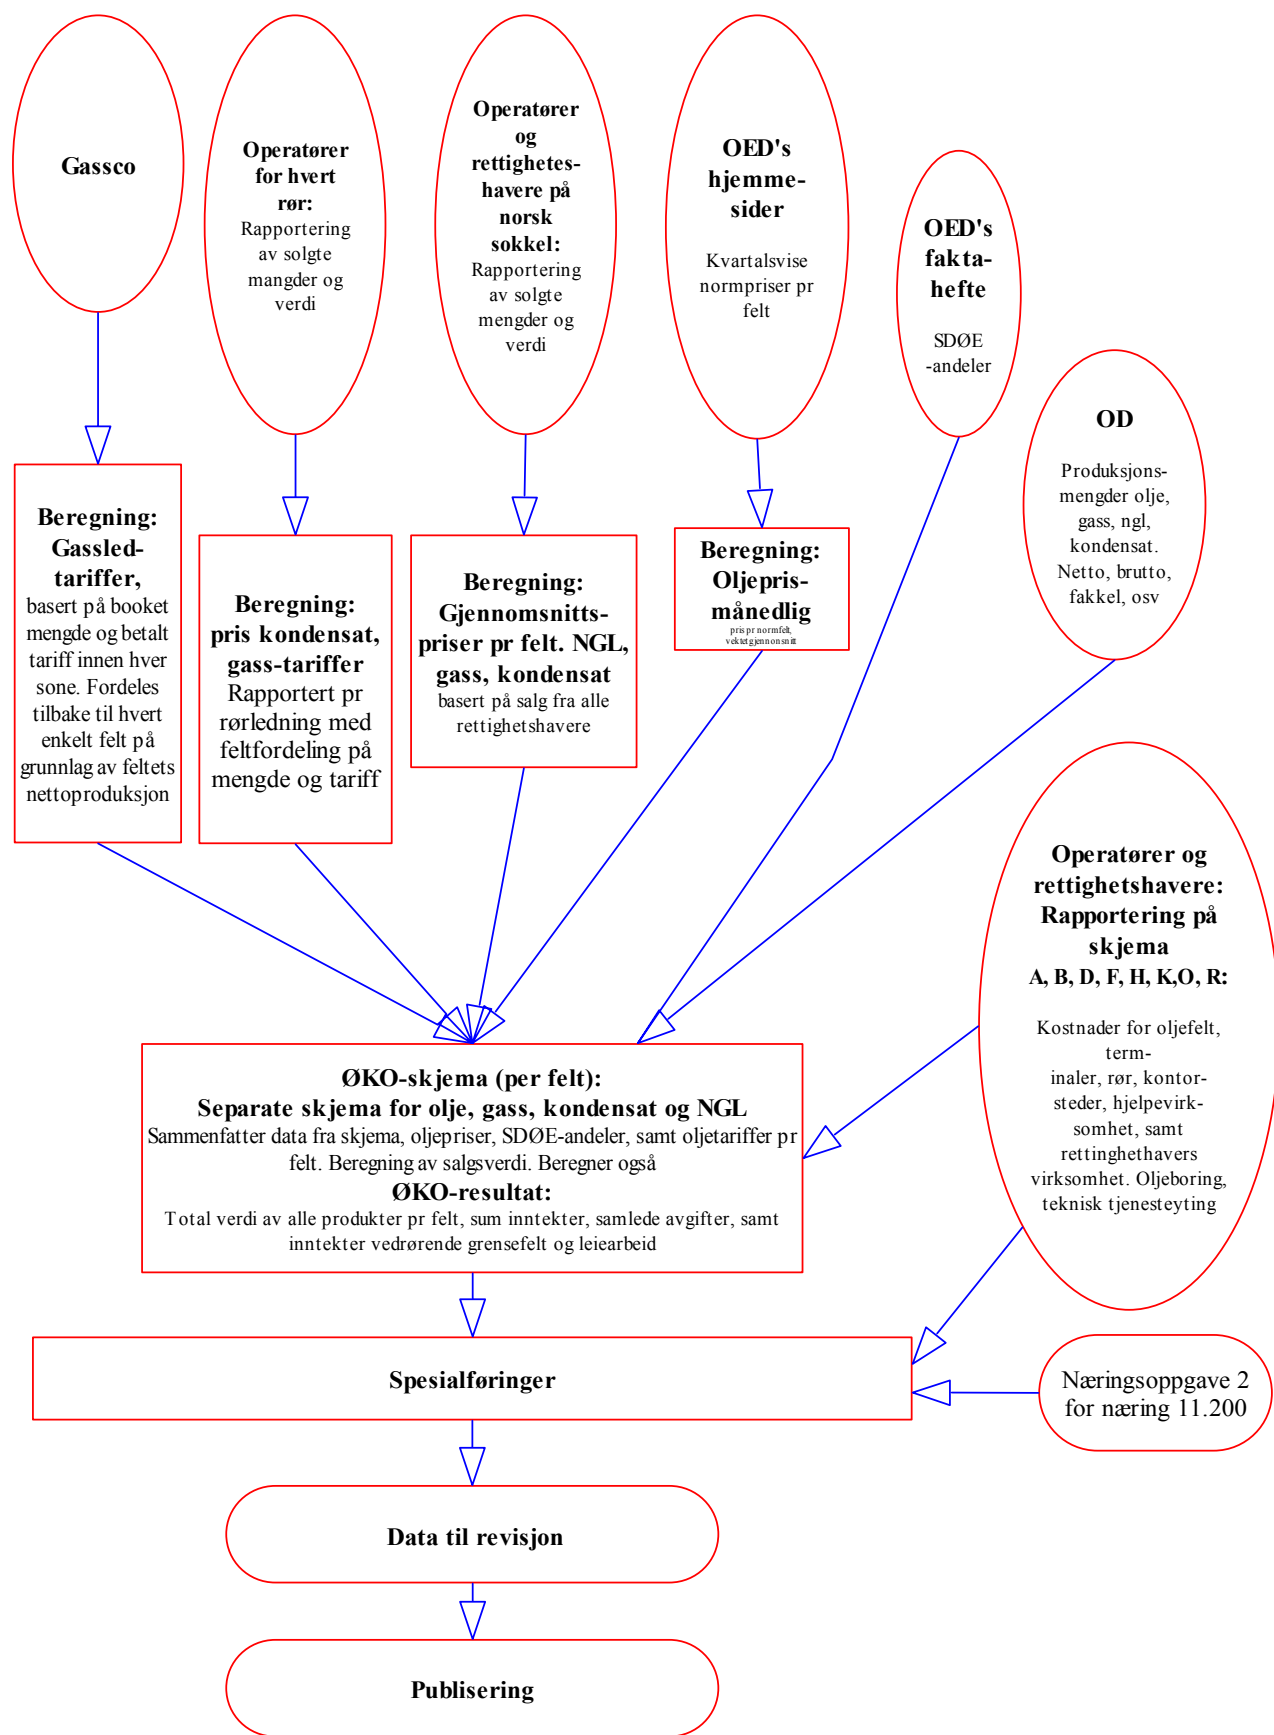 Gassco
Operatører
for hvert
rør:
Rapportering
av solgte
mangder og
verdi
Operatører
og
rettighetes-
havere på
norsk
sokkel:
Rapportering
av solgte
mengder og
verdi
OED's
hjemme-
sider
Kvartalsvise
normpriser pr
felt
OED's
fakta-
hefte
SDØE
-andeler
OD
Produksjons-
mengder olje,
gass, ngl,
kondensat.
Netto, brutto,
fakkel, osv
Beregning:
Gassled-
tariffer,
basert på booket
mengde og betalt
tariff innen hver
sone. Fordeles
tilbake til hvert
enkelt felt på
grunnlag av feltets
nettoproduksjon
Beregning:
pris kondensat,
gass-tariffer
Rapportert pr
rørledning med
feltfordeling på
mengde og tariff
Beregning:
Gjennomsnitts-
priser pr felt. NGL,
gass, kondensat
basert på salg fra alle
rettighetshavere
Beregning:
Oljepris-
månedlig
pris pr normfelt,
vektet gjennonsnitt
Operatører og
rettighetshavere:
Rapportering på
skjema
A, B, D, F, H, K,O, R:
Kostnader for oljefelt,
term-
inaler, rør, kontor-
steder, hjelpevirk-
somhet, samt
rettinghethavers
virksomhet. Oljeboring,
teknisk tjenesteyting
ØKO-skjema (per felt):
Separate skjema for olje, gass, kondensat og NGL
Sammenfatter data fra skjema, oljepriser, SDØE-andeler, samt oljetariffer pr
felt. Beregning av salgsverdi. Beregner også
ØKO-resultat:
Total verdi av alle produkter pr felt, sum inntekter, samlede avgifter, samt
inntekter vedrørende grensefelt og leiearbeid
Spesialføringer
Næringsoppgave 2
for næring 11.200
Data til revisjon
Publisering